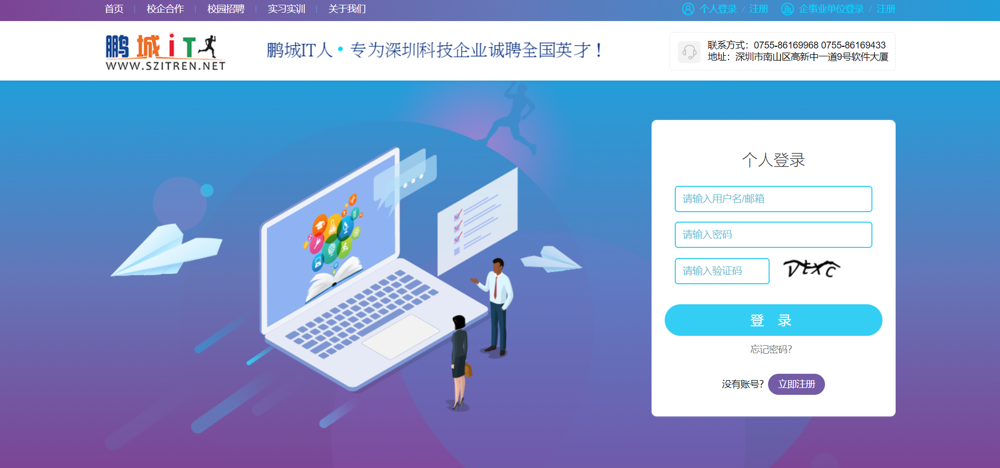 首页 校企合作 校园招聘 实习实训 关于我们 个人登录 / 注册 企事业单位登录 / 注册
鹏城iT
WWW.SZITREN.NET
鹏城IT人·专为深圳科技企业诚聘全国英才！
联系方式：0755-86169968 0755-86169433
地址：深圳市南山区高新中一道9号软件大厦
个人登录
请输入用户名/邮箱
请输入密码
请输入验证码
登 录
忘记密码?
没有账号? 立即注册